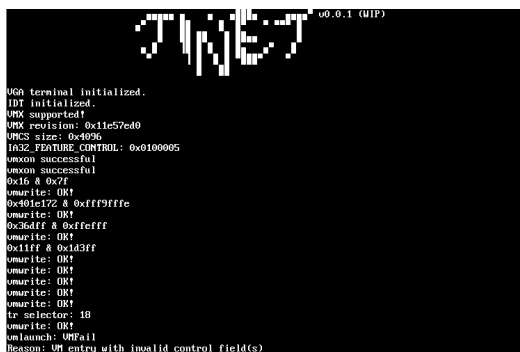 v0.0.1 (WIP)
VGA terminal initialized.
IDT initialized.
VMX supported!
VMX revision: 0x11e57ed0
VMCS size: 0x4096
IA32_FEATURE_CONTROL: 0x0100005
vmxon successful
vmxon successful
0x16 & 0x7f
vmwrite: OK!
0x401e172 & 0xfff9fffe
vmwrite: OK!
0x36dff & 0xffefff
vmwrite: OK!
0x11ff & 0x1d3ff
vmwrite: OK!
vmwrite: OK!
vmwrite: OK!
vmwrite: OK!
tr selector: 18
vmwrite: OK!
vmlaunch: VMFail
Reason: VM entry with invalid control field(s)